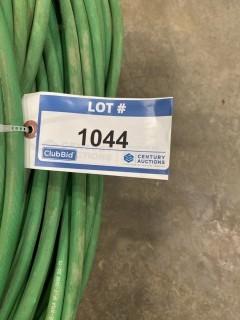 LOT #
1044
ClubBid
CENTURY
AUCTIONS